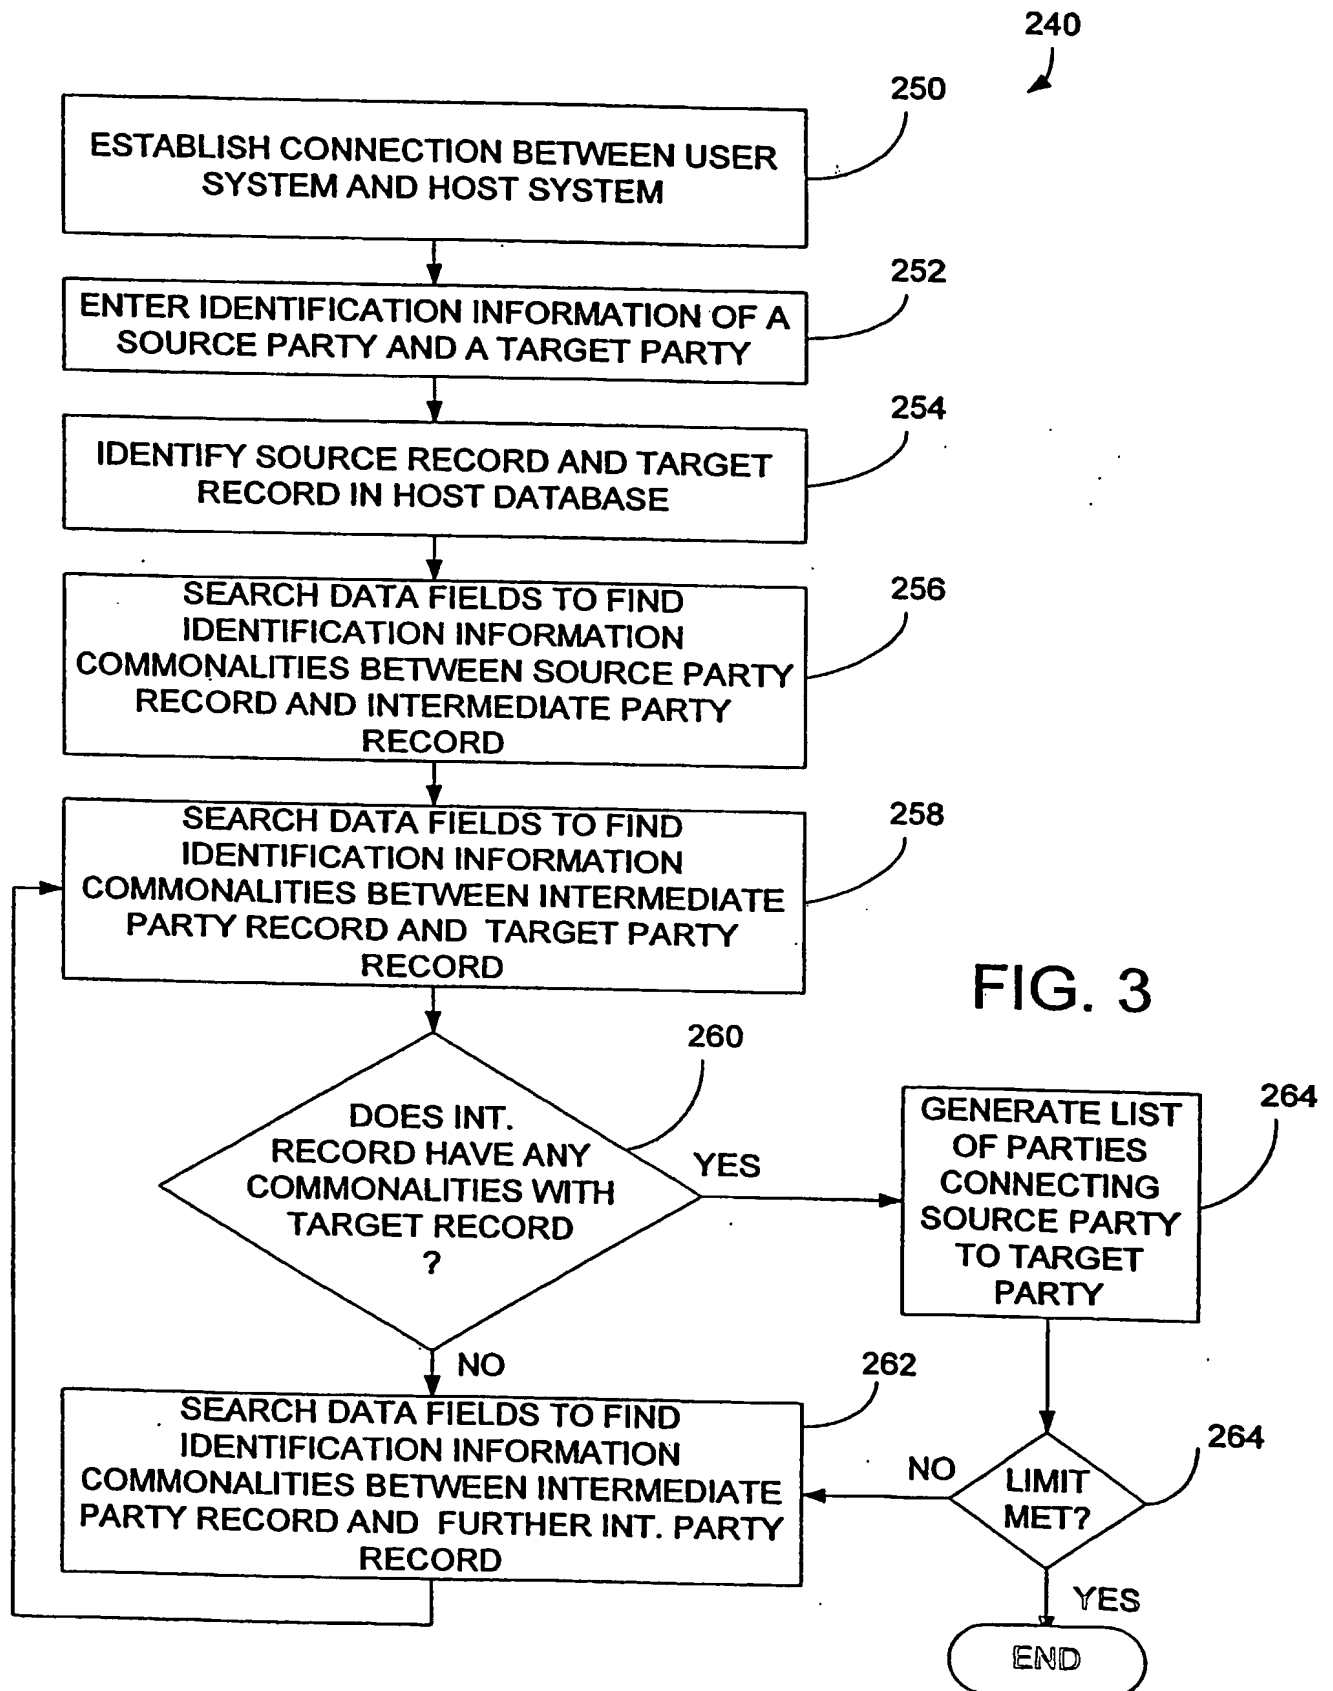 240
250
ESTABLISH CONNECTION BETWEEN USER
SYSTEM AND HOST SYSTEM
252
ENTER IDENTIFICATION INFORMATION OF A
SOURCE PARTY AND A TARGET PARTY
254
IDENTIFY SOURCE RECORD AND TARGET
RECORD IN HOST DATABASE
256
SEARCH DATA FIELDS TO FIND
IDENTIFICATION INFORMATION
COMMONALITIES BETWEEN SOURCE PARTY
RECORD AND INTERMEDIATE PARTY
RECORD
258
SEARCH DATA FIELDS TO FIND
IDENTIFICATION INFORMATION
COMMONALITIES BETWEEN INTERMEDIATE
PARTY RECORD AND TARGET PARTY
RECORD
FIG. 3
260
DOES INT.
RECORD HAVE ANY
COMMONALITIES WITH
TARGET RECORD
?
YES
264
GENERATE LIST
OF PARTIES
CONNECTING
SOURCE PARTY
TO TARGET
PARTY
NO
262
SEARCH DATA FIELDS TO FIND
IDENTIFICATION INFORMATION
COMMONALITIES BETWEEN INTERMEDIATE
PARTY RECORD AND FURTHER INT. PARTY
RECORD
NO
264
LIMIT
MET?
YES
END